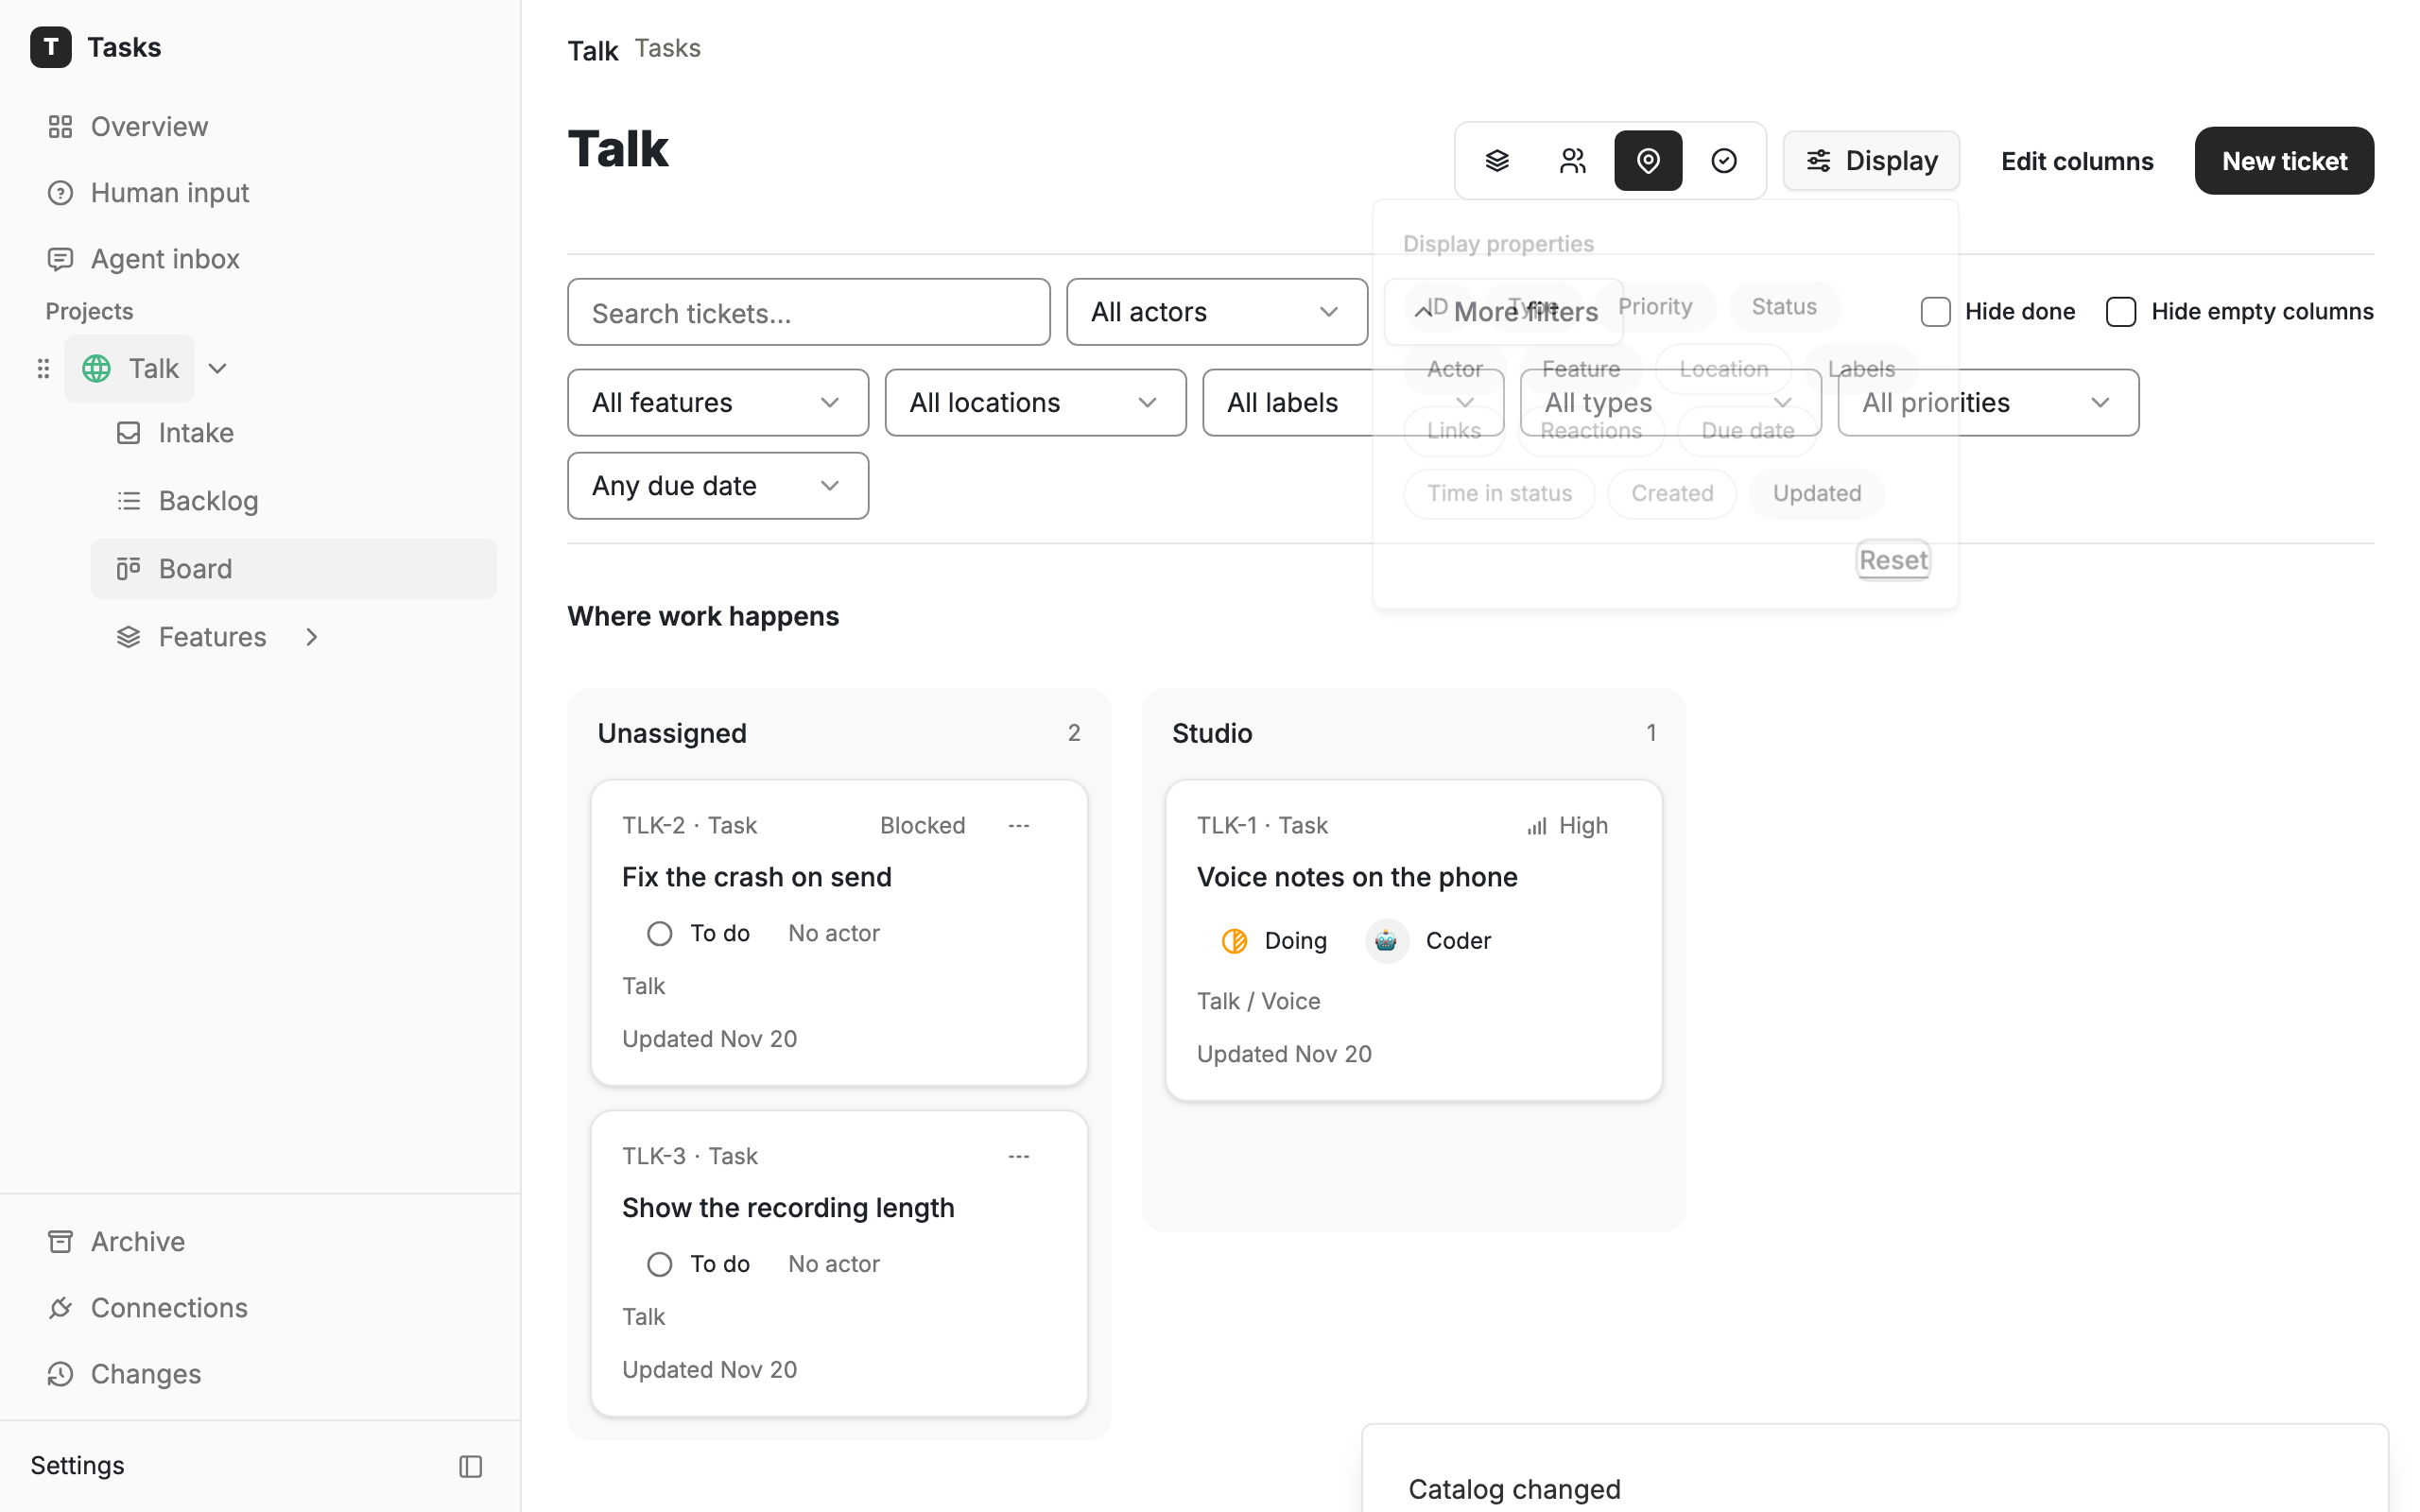 T Tasks
Overview
Human input
Agent inbox
Projects
Talk
Intake
Backlog
Board
Features
Archive
Connections
Changes
Settings
Talk Tasks
Talk
Display
Edit columns
New ticket
Display properties
Search tickets...
All actors
More filters
Hide done
Hide empty columns
ID Type Priority Status
Actor Feature Location Labels
All features
All locations
All labels
All types
All priorities
Links Reactions Due date
Any due date
Time in status Created Updated
Reset
Where work happens
Unassigned 2
TLK-2 · Task Blocked
Fix the crash on send
To do No actor
Talk
Updated Nov 20
TLK-3 · Task
Show the recording length
To do No actor
Talk
Updated Nov 20
Studio 1
TLK-1 · Task High
Voice notes on the phone
Doing Coder
Talk / Voice
Updated Nov 20
Catalog changed